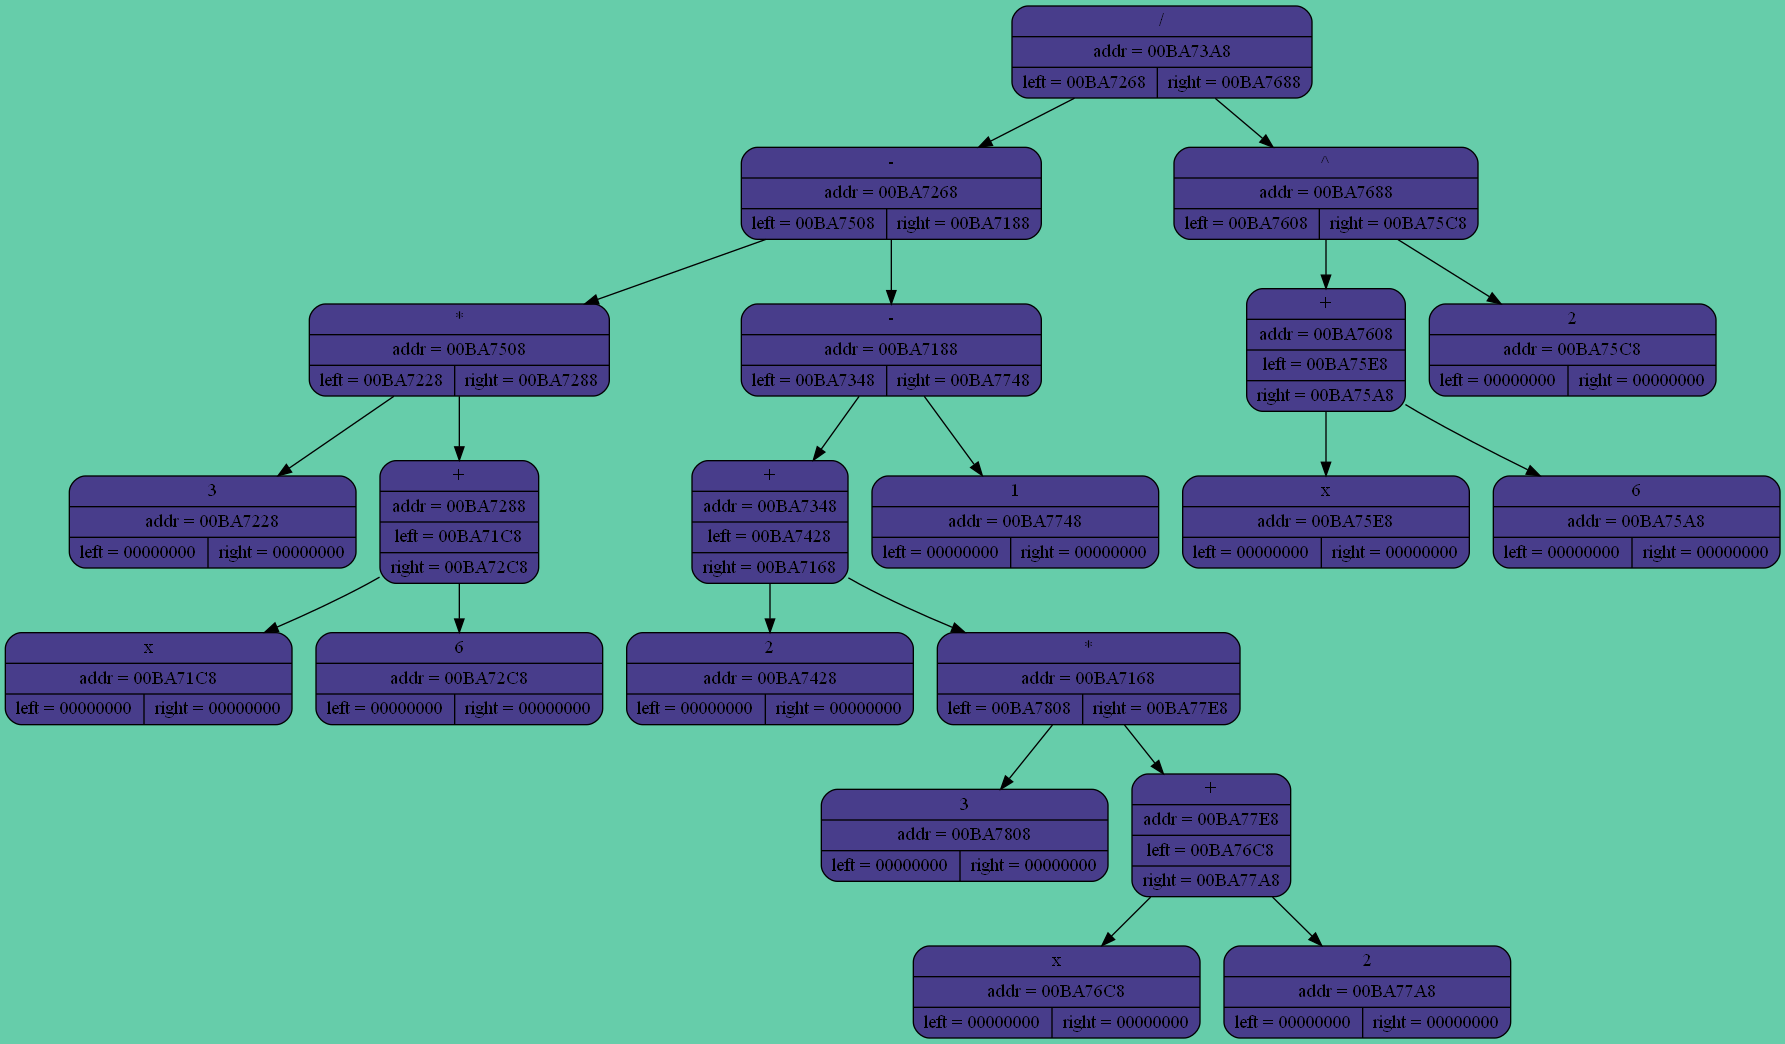 /
addr = 00BA73A8
left = 00BA7268 right = 00BA7688
-
addr = 00BA7268
left = 00BA7508 right = 00BA7188
^
addr = 00BA7688
left = 00BA7608 right = 00BA75C8
*
addr = 00BA7508
left = 00BA7228 right = 00BA7288
-
addr = 00BA7188
left = 00BA7348 right = 00BA7748
+
addr = 00BA7608
left = 00BA75E8
right = 00BA75A8
2
addr = 00BA75C8
left = 00000000 right = 00000000
3
addr = 00BA7228
left = 00000000 right = 00000000
+
addr = 00BA7288
left = 00BA71C8
right = 00BA72C8
+
addr = 00BA7348
left = 00BA7428
right = 00BA7168
1
addr = 00BA7748
left = 00000000 right = 00000000
x
addr = 00BA75E8
left = 00000000 right = 00000000
6
addr = 00BA75A8
left = 00000000 right = 00000000
x
addr = 00BA71C8
left = 00000000 right = 00000000
6
addr = 00BA72C8
left = 00000000 right = 00000000
2
addr = 00BA7428
left = 00000000 right = 00000000
*
addr = 00BA7168
left = 00BA7808 right = 00BA77E8
3
addr = 00BA7808
left = 00000000 right = 00000000
+
addr = 00BA77E8
left = 00BA76C8
right = 00BA77A8
x
addr = 00BA76C8
left = 00000000 right = 00000000
2
addr = 00BA77A8
left = 00000000 right = 00000000